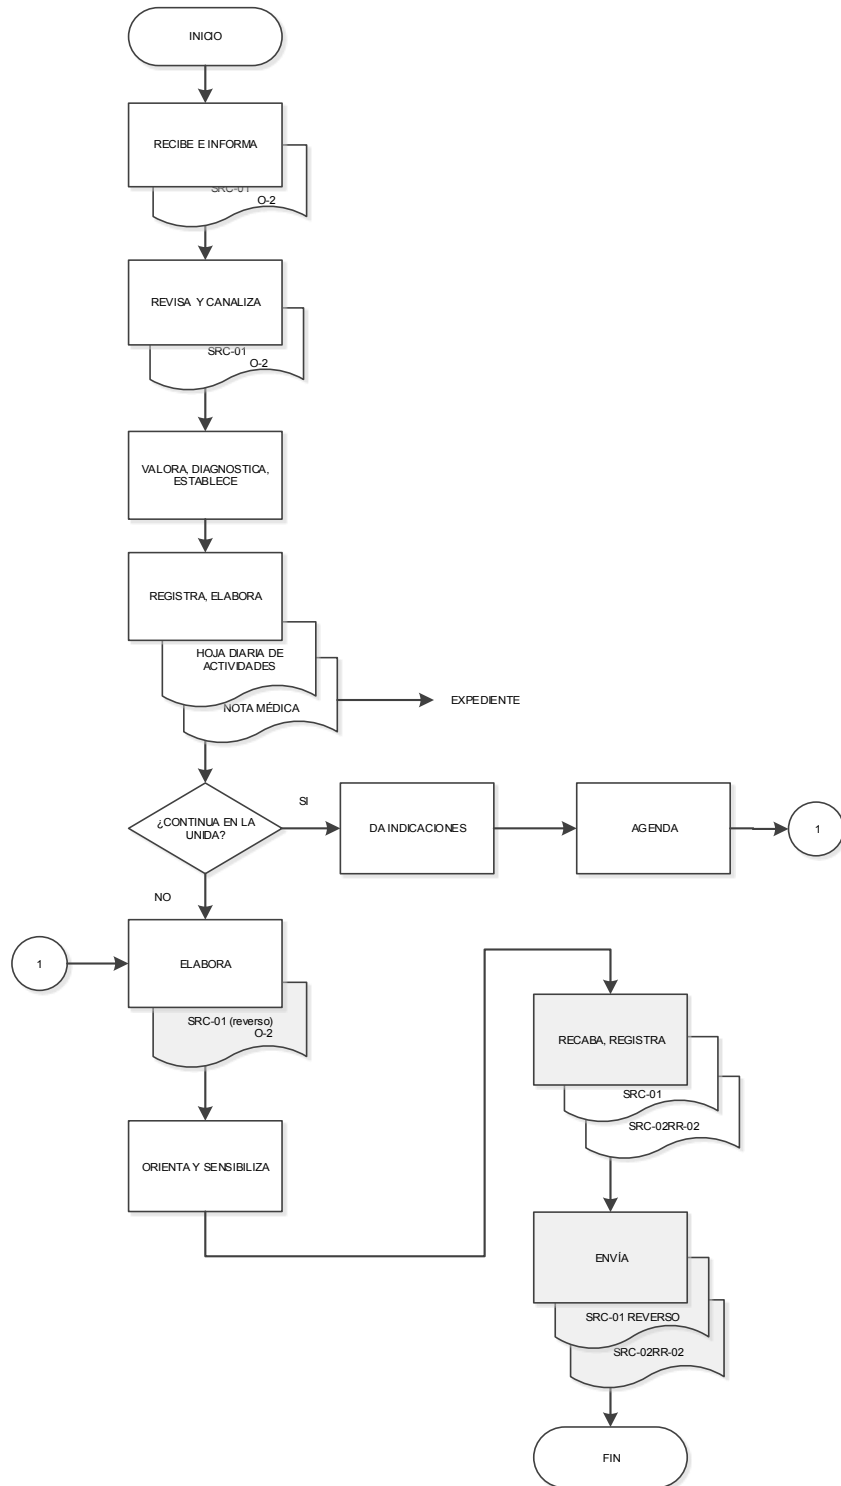 INICIO
RECIBE E INFORMA
SRC-01
O-2
REVISA Y CANALIZA
SRC-01
O-2
VALORA, DIAGNOSTICA,
ESTABLECE
REGISTRA, ELABORA
HOJA DIARIA DE
ACTIVIDADES
NOTA MÉDICA
EXPEDIENTE
¿CONTINUA EN LA
UNIDA?
SI
DA INDICACIONES
AGENDA
1
NO
1
ELABORA
SRC-01 (reverso)
O-2
ORIENTA Y SENSIBILIZA
RECABA, REGISTRA
SRC-01
SRC-02RR-02
ENVÍA
SRC-01 REVERSO
SRC-02RR-02
FIN